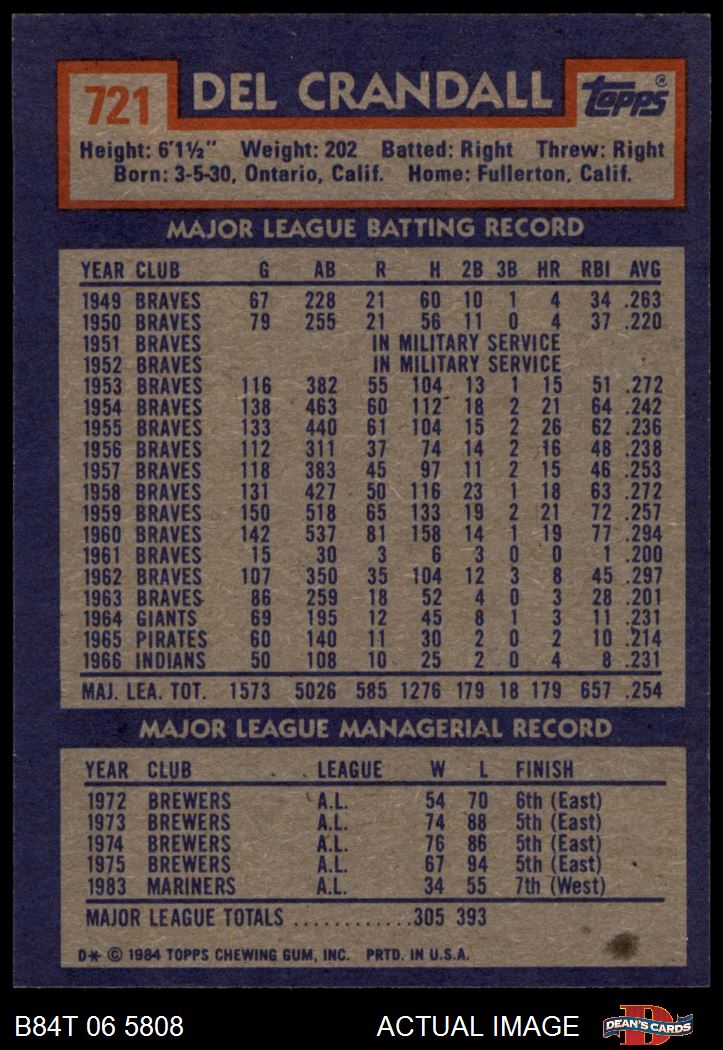 721 DEL CRANDALL Topps
Height: 6'1½" Weight: 202 Batted: Right Threw: Right
Born: 3-5-30, Ontario, Calif. Home: Fullerton, Calif.
MAJOR LEAGUE BATTING RECORD
YEAR CLUB G AB R H 2B 3B HR RBI AVG
1949 BRAVES 67 228 21 60 10 1 4 34 .263
1950 BRAVES 79 255 21 56 11 0 4 37 .220
1951 BRAVES IN MILITARY SERVICE
1952 BRAVES IN MILITARY SERVICE
1953 BRAVES 116 382 55 104 13 1 15 51 .272
1954 BRAVES 138 463 60 112 18 2 21 64 .242
1955 BRAVES 133 440 61 104 15 2 26 62 .236
1956 BRAVES 112 311 37 74 14 2 16 48 .238
1957 BRAVES 118 383 45 97 11 2 15 46 .253
1958 BRAVES 131 427 50 116 23 1 18 63 .272
1959 BRAVES 150 518 65 133 19 2 21 72 .257
1960 BRAVES 142 537 81 158 14 1 19 77 .294
1961 BRAVES 15 30 3 6 3 0 0 1 .200
1962 BRAVES 107 350 35 104 12 3 8 45 .297
1963 BRAVES 86 259 18 52 4 0 3 28 .201
1964 GIANTS 69 195 12 45 8 1 3 11 .231
1965 PIRATES 60 140 11 30 2 0 2 10 .214
1966 INDIANS 50 108 10 25 2 0 4 8 .231
MAJ. LEA. TOT. 1573 5026 585 1276 179 18 179 657 .254
MAJOR LEAGUE MANAGERIAL RECORD
YEAR CLUB LEAGUE W L FINISH
1972 BREWERS A.L. 54 70 6th (East)
1973 BREWERS A.L. 74 88 5th (East)
1974 BREWERS A.L. 76 86 5th (East)
1975 BREWERS A.L. 67 94 5th (East)
1983 MARINERS A.L. 34 55 7th (West)
MAJOR LEAGUE TOTALS ............305 393
D* © 1984 TOPPS CHEWING GUM, INC. PRTD. IN U.S.A.
B84T 06 5808 ACTUAL IMAGE D DEAN'S CARDS